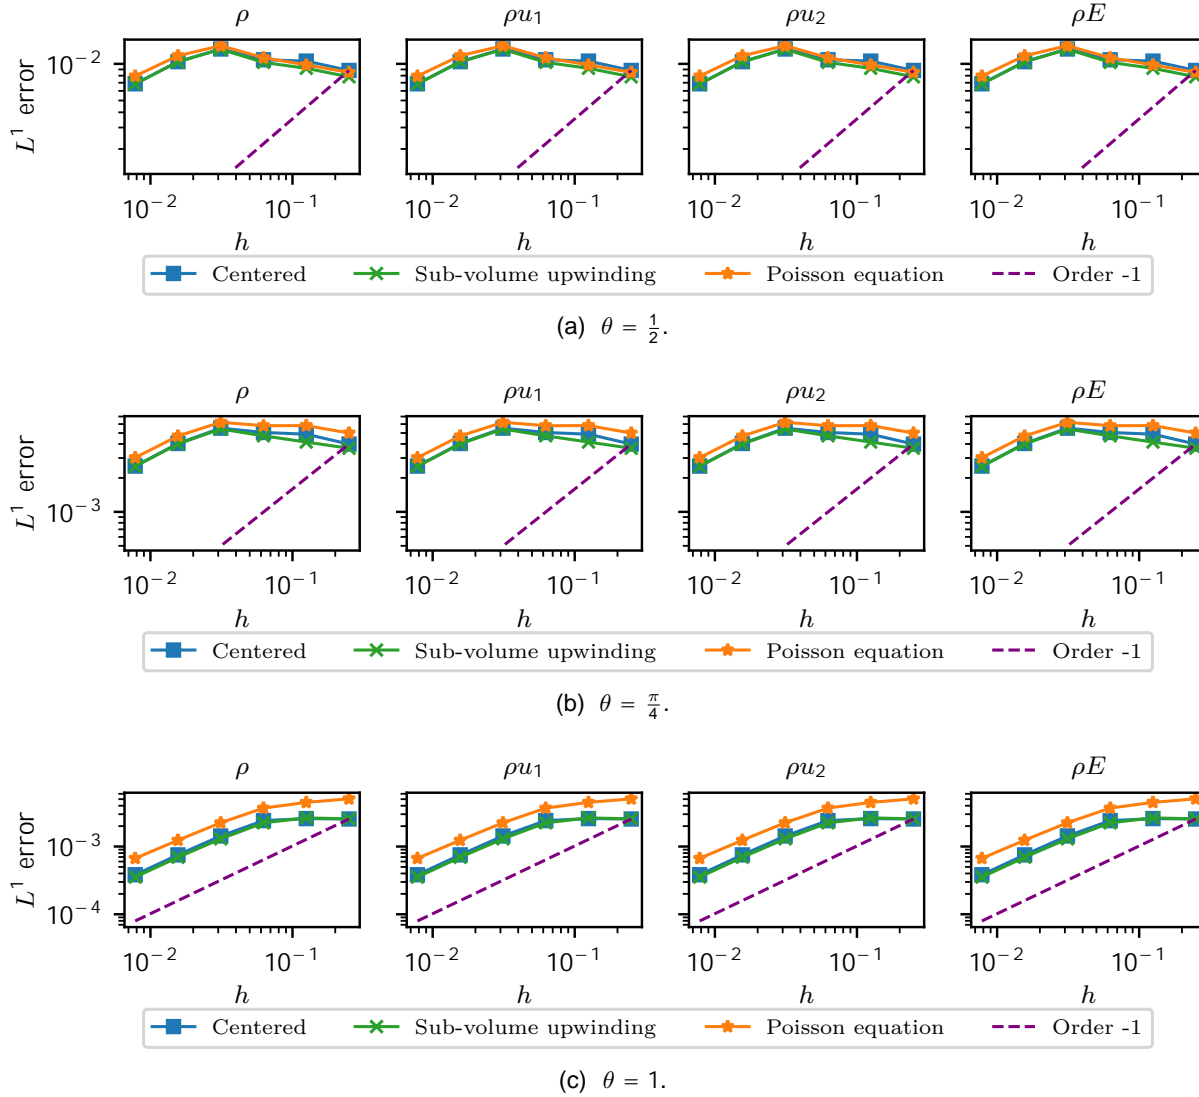 ρ ρu₁ ρu₂ ρE
L¹ error
10⁻²
10⁻² 10⁻¹ 10⁻² 10⁻¹ 10⁻² 10⁻¹ 10⁻² 10⁻¹
h h h h
Centered Sub-volume upwinding Poisson equation Order -1
(a) θ = 1/2.
ρ ρu₁ ρu₂ ρE
L¹ error
10⁻³
10⁻² 10⁻¹ 10⁻² 10⁻¹ 10⁻² 10⁻¹ 10⁻² 10⁻¹
h h h h
Centered Sub-volume upwinding Poisson equation Order -1
(b) θ = π/4.
ρ ρu₁ ρu₂ ρE
L¹ error
10⁻³
10⁻⁴
10⁻² 10⁻¹ 10⁻² 10⁻¹ 10⁻² 10⁻¹ 10⁻² 10⁻¹
h h h h
Centered Sub-volume upwinding Poisson equation Order -1
(c) θ = 1.